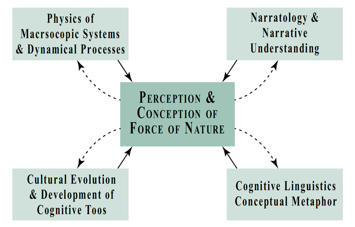 Physics of
Macrsocopic Systems
& Dynamical Processes
Narratology &
Narrative
Understanding
PERCEPTION &
CONCEPTION OF
FORCE OF NATURE
Cultural Evolution
& Development of
Cognitive Toos
Cognitive Linguistics
Conceptual Metaphor